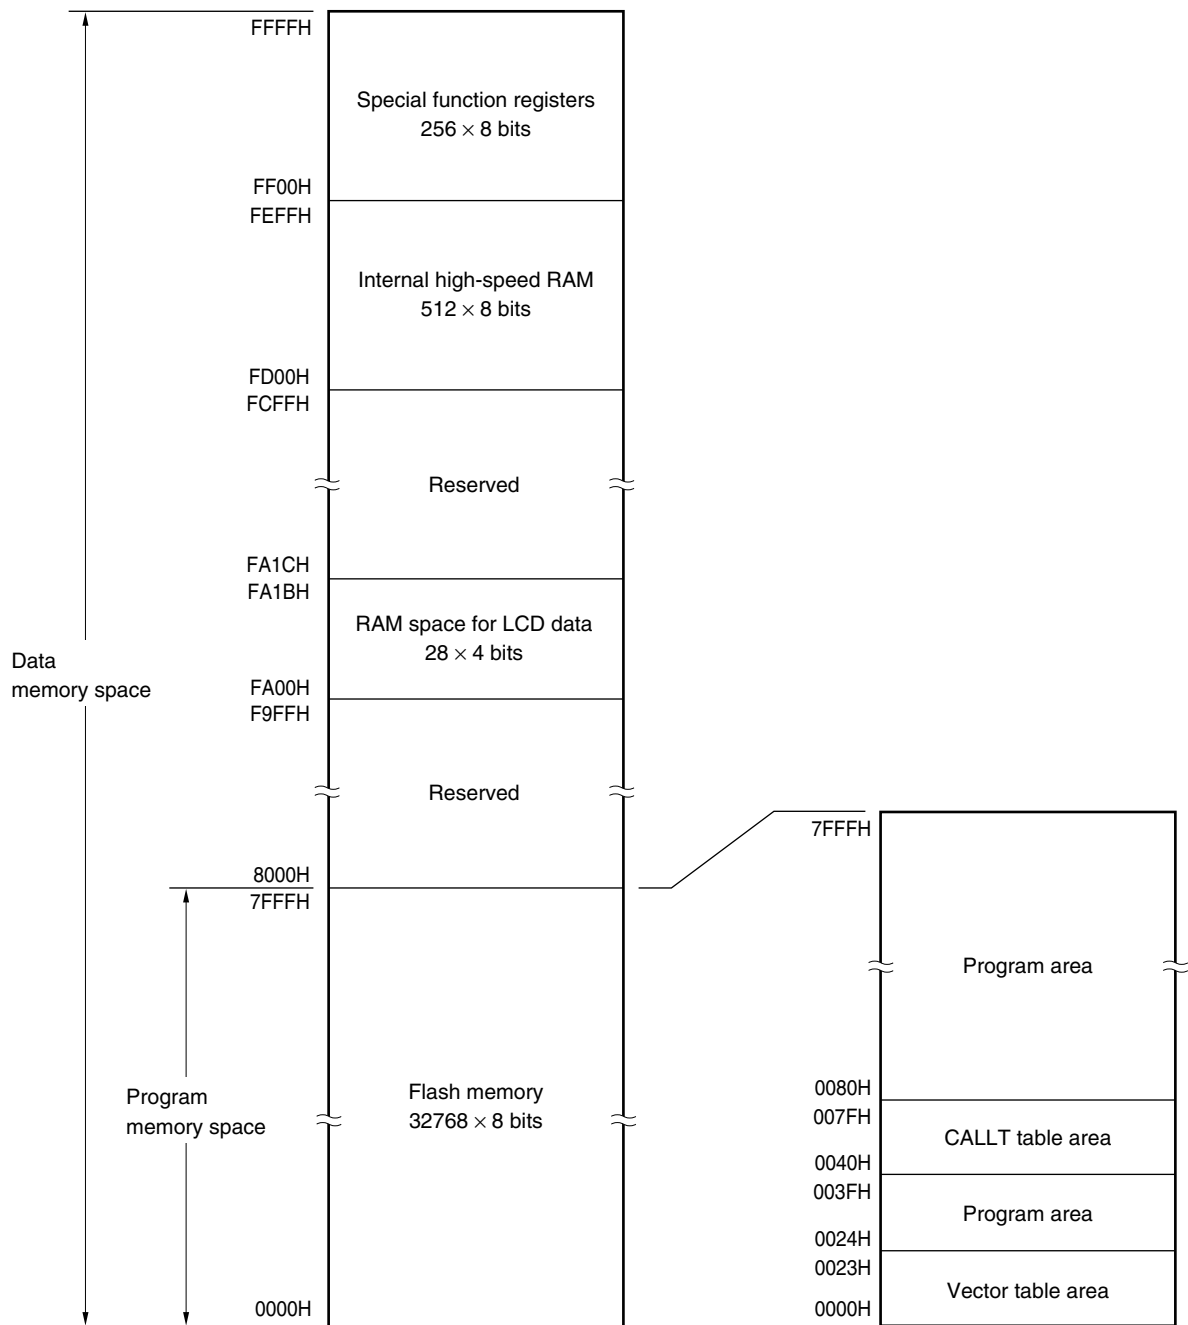 FFFFH
Special function registers
256 × 8 bits
FF00H
FEFFH
Internal high-speed RAM
512 × 8 bits
FD00H
FCFFH
Reserved
FA1CH
FA1BH
RAM space for LCD data
28 × 4 bits
Data
memory space
FA00H
F9FFH
Reserved
8000H
7FFFH
Program
memory space
Flash memory
32768 × 8 bits
0000H
7FFFH
Program area
0080H
007FH
CALLT table area
0040H
003FH
Program area
0024H
0023H
Vector table area
0000H